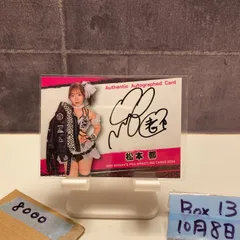 Authentic Autographed Card
松本 都
8000
Box 13
10月8日